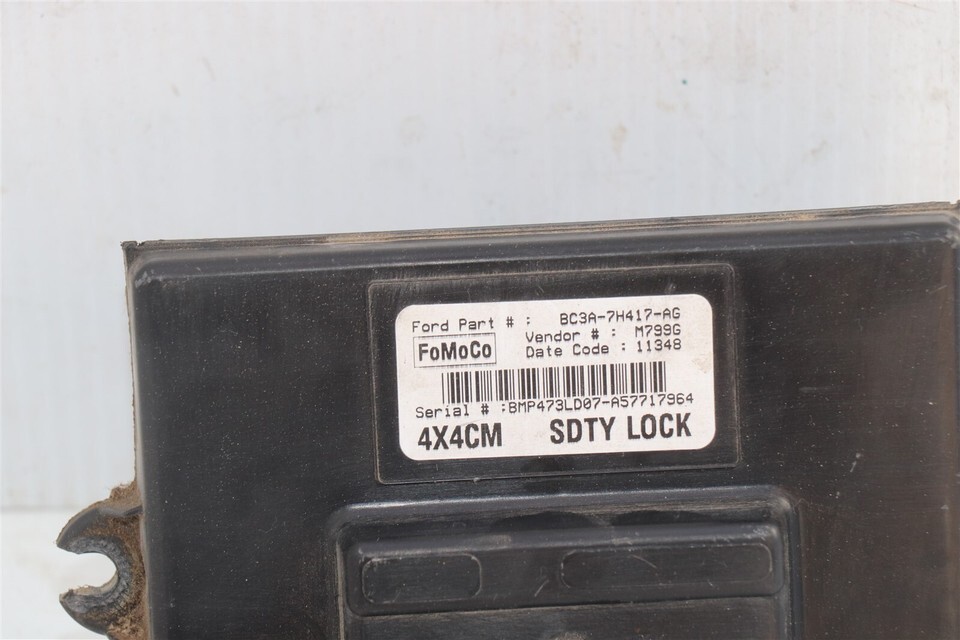 Ford Part # : BC3A-7H417-AG
FoMoCo
Vendor # : M799G
Date Code : 11348
Serial # :BMP473LD07-A57717964
4X4CM SDTY LOCK